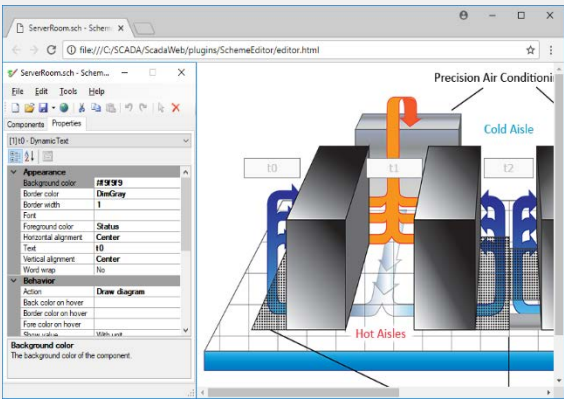 ServerRoom.sch - Schem
file:///C:/SCADA/ScadaWeb/plugins/SchemeEditor/editor.html
ServerRoom.sch - Schem...
File Edit Tools Help
Components Properties
[1] t0 - DynamicText
Appearance
Background color #f9f9f9
Border color DimGray
Border width 1
Font
Foreground color Status
Horizontal alignment Center
Text t0
Vertical alignment Center
Word wrap No
Behavior
Action Draw diagram
Back color on hover
Border color on hover
Fore color on hover
Show value With unit
Background color
The background color of the component.
Precision Air Conditioni
Cold Aisle
t0 t1 t2
Hot Aisles